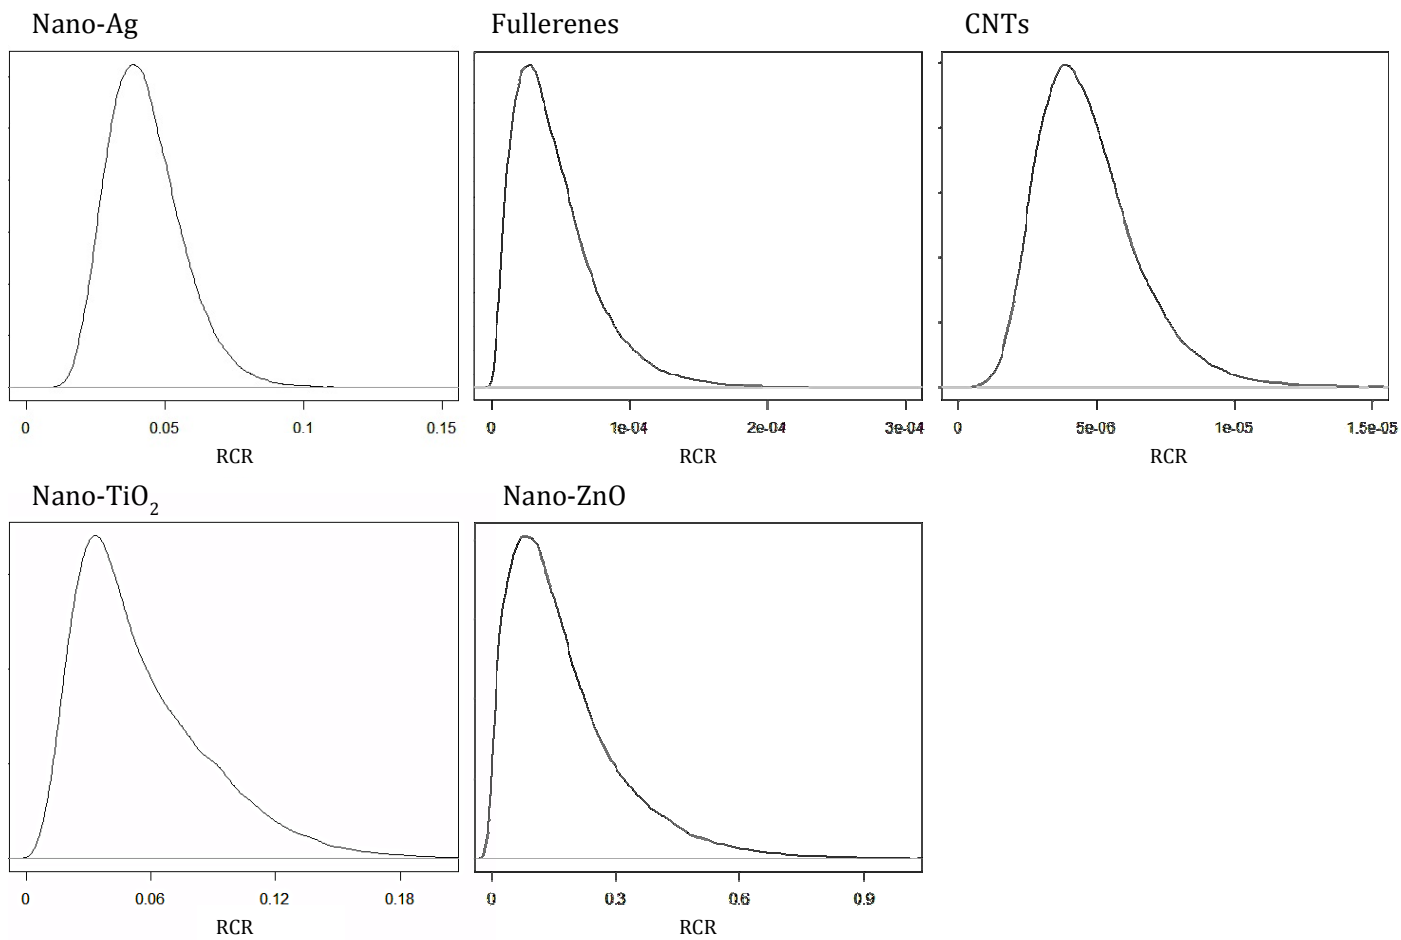 Nano-Ag
Fullerenes
CNTs
0 0.05 0.1 0.15
0 1e-04 2e-04 3e-04
0 5e-06 1e-05 1.5e-05
RCR
RCR
RCR
Nano-TiO₂
Nano-ZnO
0 0.06 0.12 0.18
0 0.3 0.6 0.9
RCR
RCR